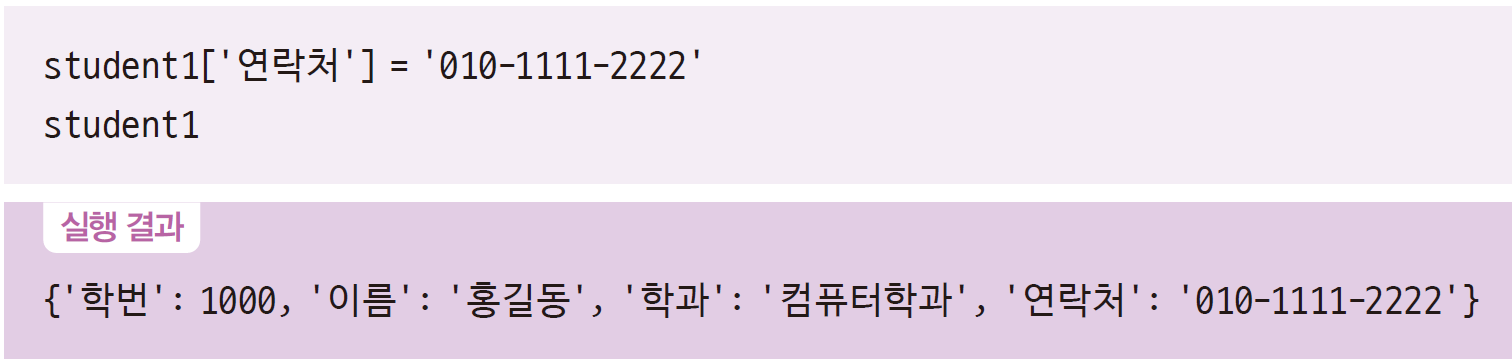 student1['연락처'] = '010-1111-2222'
student1
실행 결과
{'학번': 1000, '이름': '홍길동', '학과': '컴퓨터학과', '연락처': '010-1111-2222'}